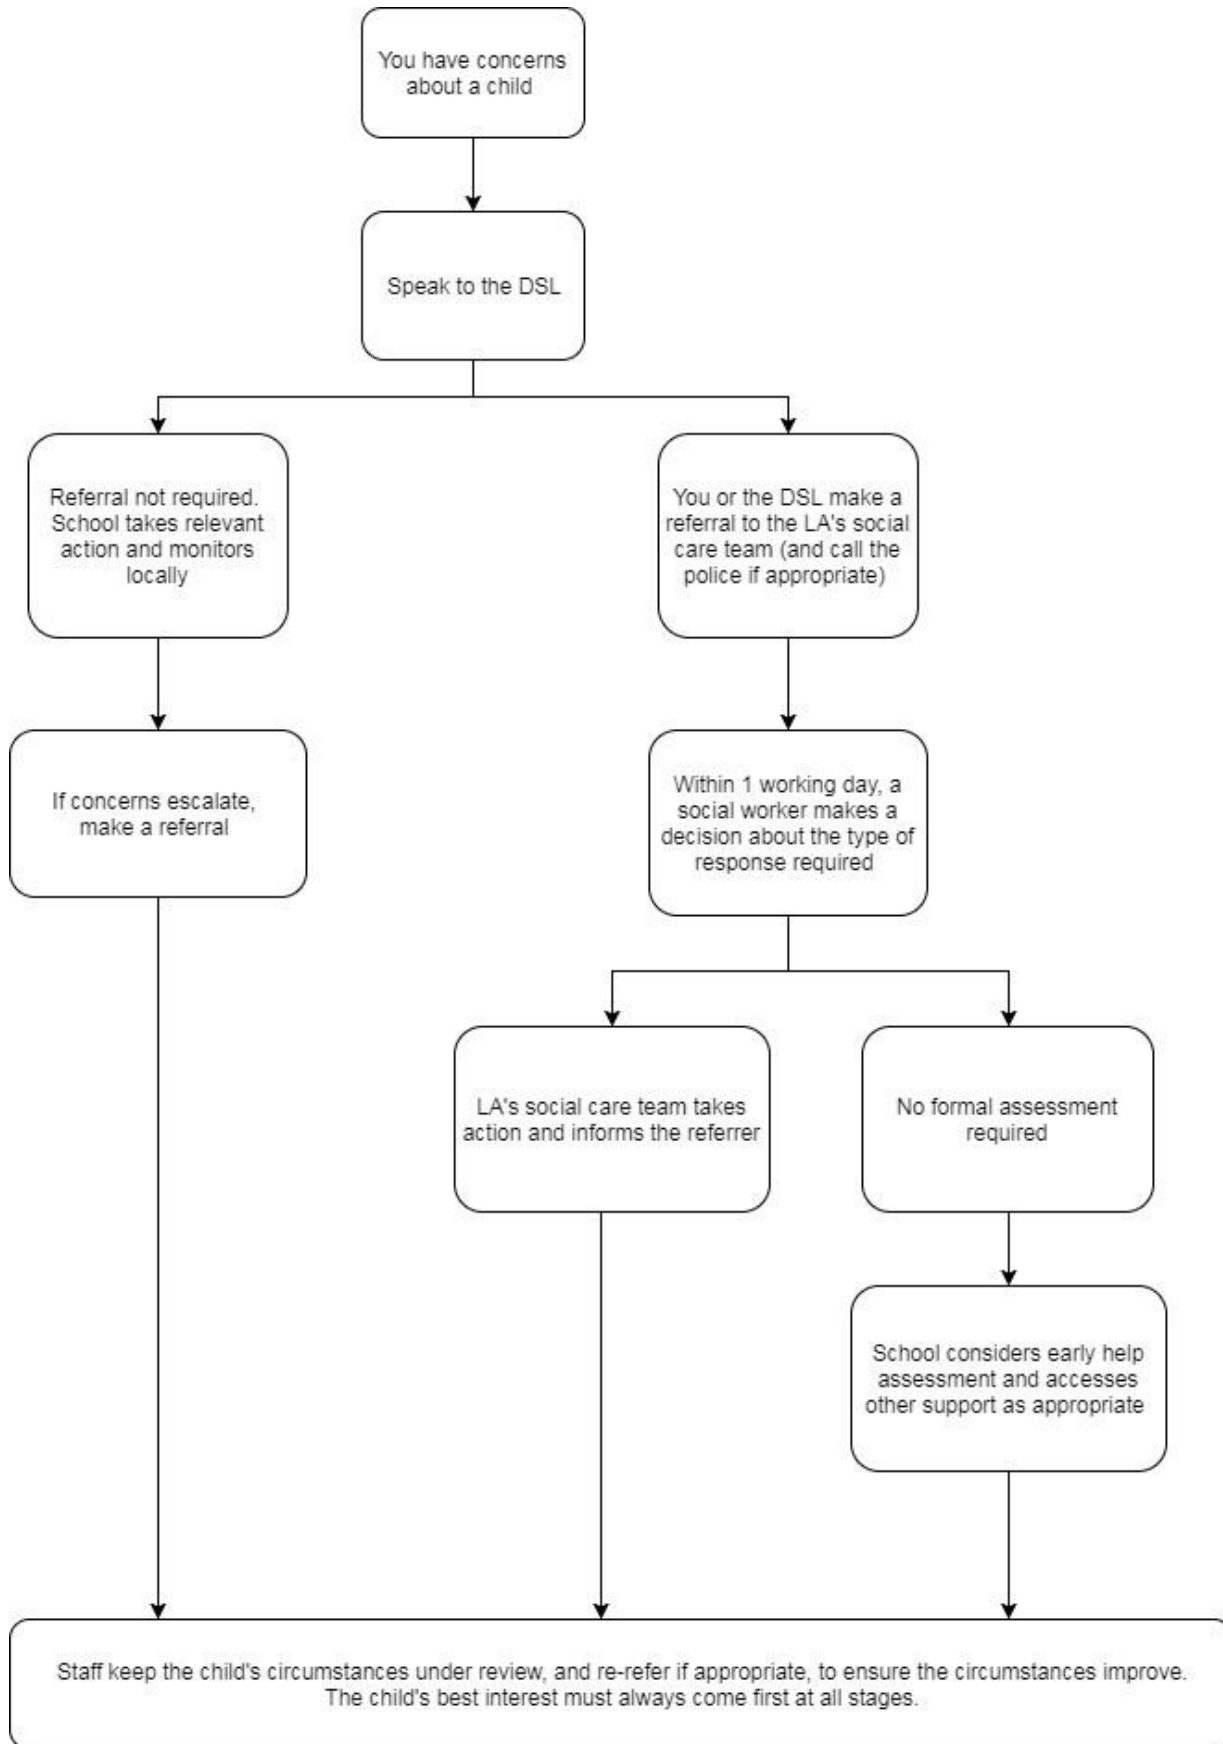 You have concerns
about a child
Speak to the DSL
Referral not required.
School takes relevant
action and monitors
locally
You or the DSL make a
referral to the LA's social
care team (and call the
police if appropriate)
If concerns escalate,
make a referral
Within 1 working day, a
social worker makes a
decision about the type of
response required
LA's social care team takes
action and informs the referrer
No formal assessment
required
School considers early help
assessment and accesses
other support as appropriate
Staff keep the child's circumstances under review, and re-refer if appropriate, to ensure the circumstances improve.
The child's best interest must always come first at all stages.